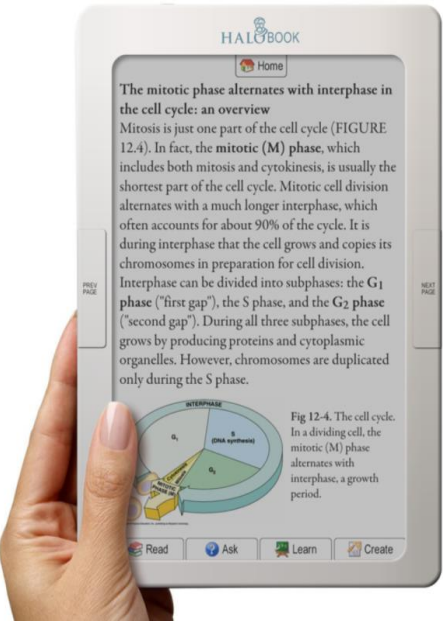 HALOBOOK
Home
The mitotic phase alternates with interphase in
the cell cycle: an overview
Mitosis is just one part of the cell cycle (FIGURE
12.4). In fact, the mitotic (M) phase, which
includes both mitosis and cytokinesis, is usually the
shortest part of the cell cycle. Mitotic cell division
alternates with a much longer interphase, which
often accounts for about 90% of the cycle. It is
during interphase that the cell grows and copies its
chromosomes in preparation for cell division.
Interphase can be divided into subphases: the G1
phase ("first gap"), the S phase, and the G2 phase
("second gap"). During all three subphases, the cell
grows by producing proteins and cytoplasmic
organelles. However, chromosomes are duplicated
only during the S phase.
PREV
PAGE
NEXT
PAGE
INTERPHASE
G1
S
(DNA synthesis)
G2
MITOTIC
PHASE (M)
Fig 12-4. The cell cycle.
In a dividing cell, the
mitotic (M) phase
alternates with
interphase, a growth
period.
Read
Ask
Learn
Create